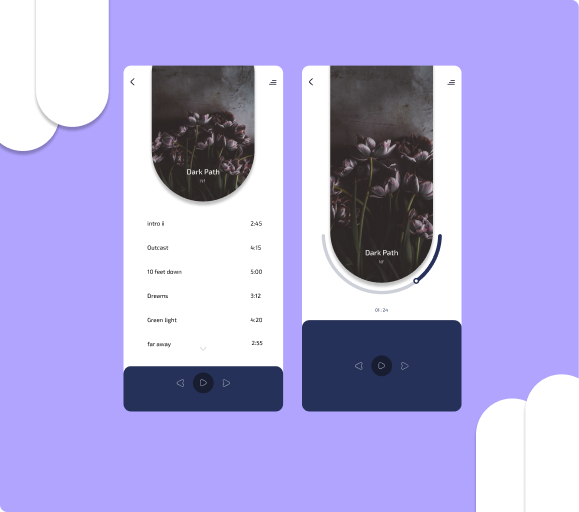 Dark Path
NF
intro ii 2:45
Outcast 4:15
10 feet down 5:00
Dreams 3:12
Green light 4:20
far away 2:55
Dark Path
NF
01:24